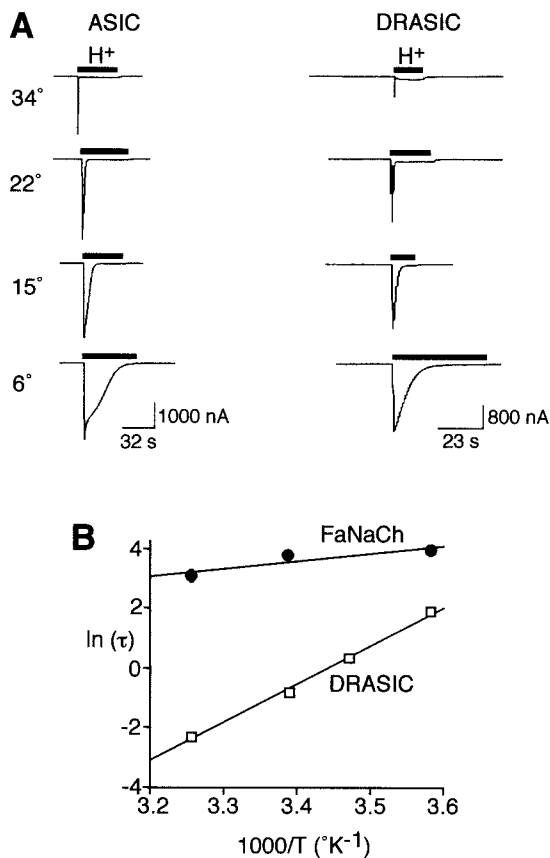 A
ASIC
DRASIC
H+
H+
34°
22°
15°
6°
1000 nA
32 s
800 nA
23 s
B
FaNaCh
DRASIC
ln (τ)
4
2
0
-2
-4
3.2 3.3 3.4 3.5 3.6
1000/T (°K-1)